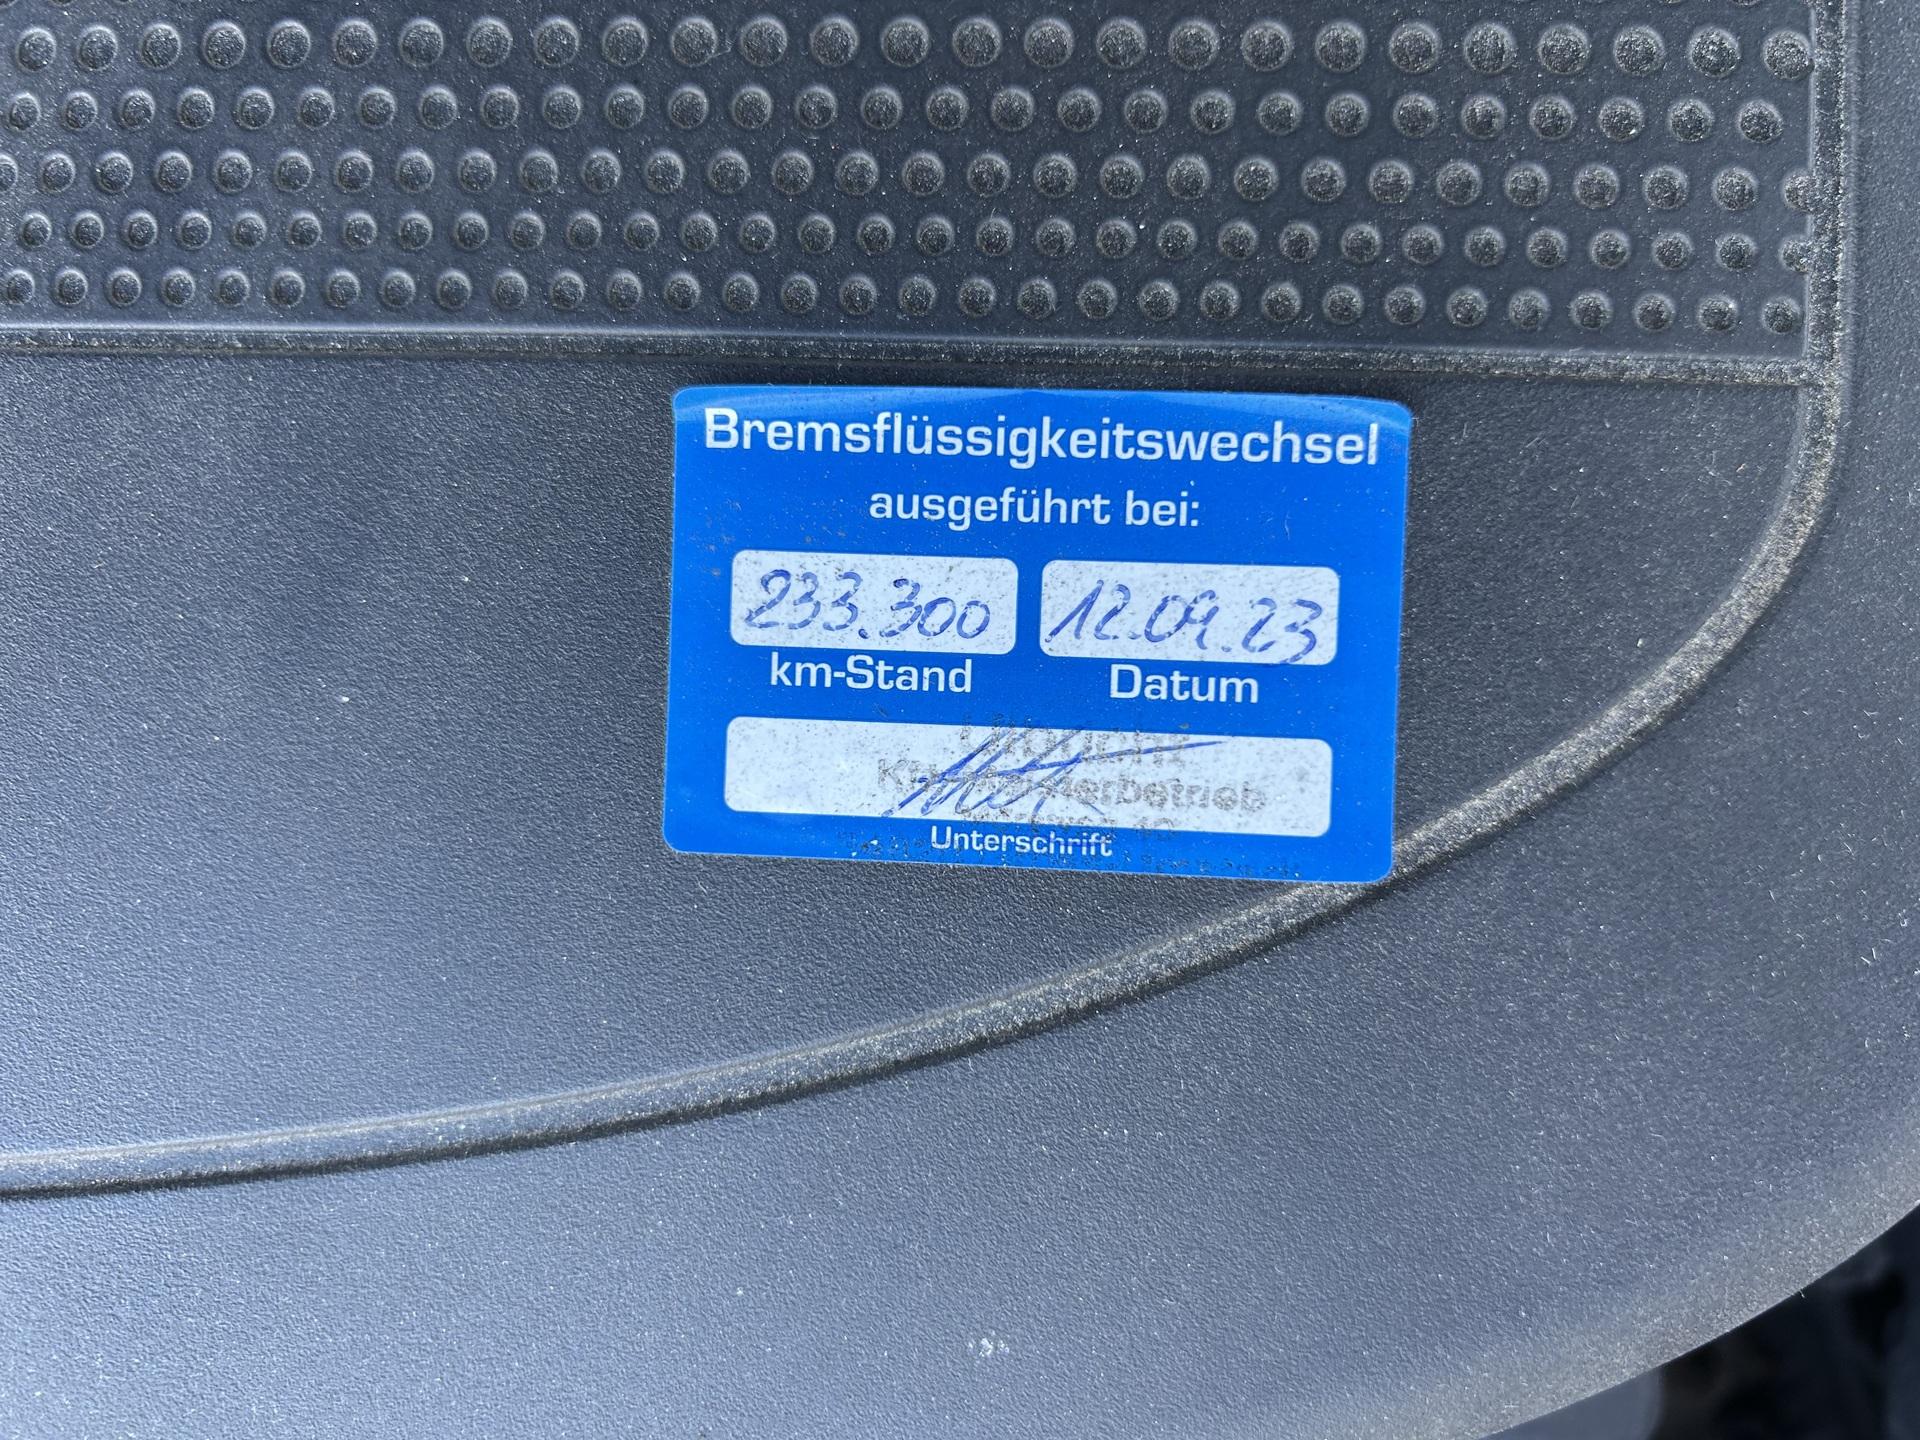 Bremsflüssigkeitswechsel
ausgeführt bei:
233.300 12.09.23
km-Stand Datum
Unterschrift